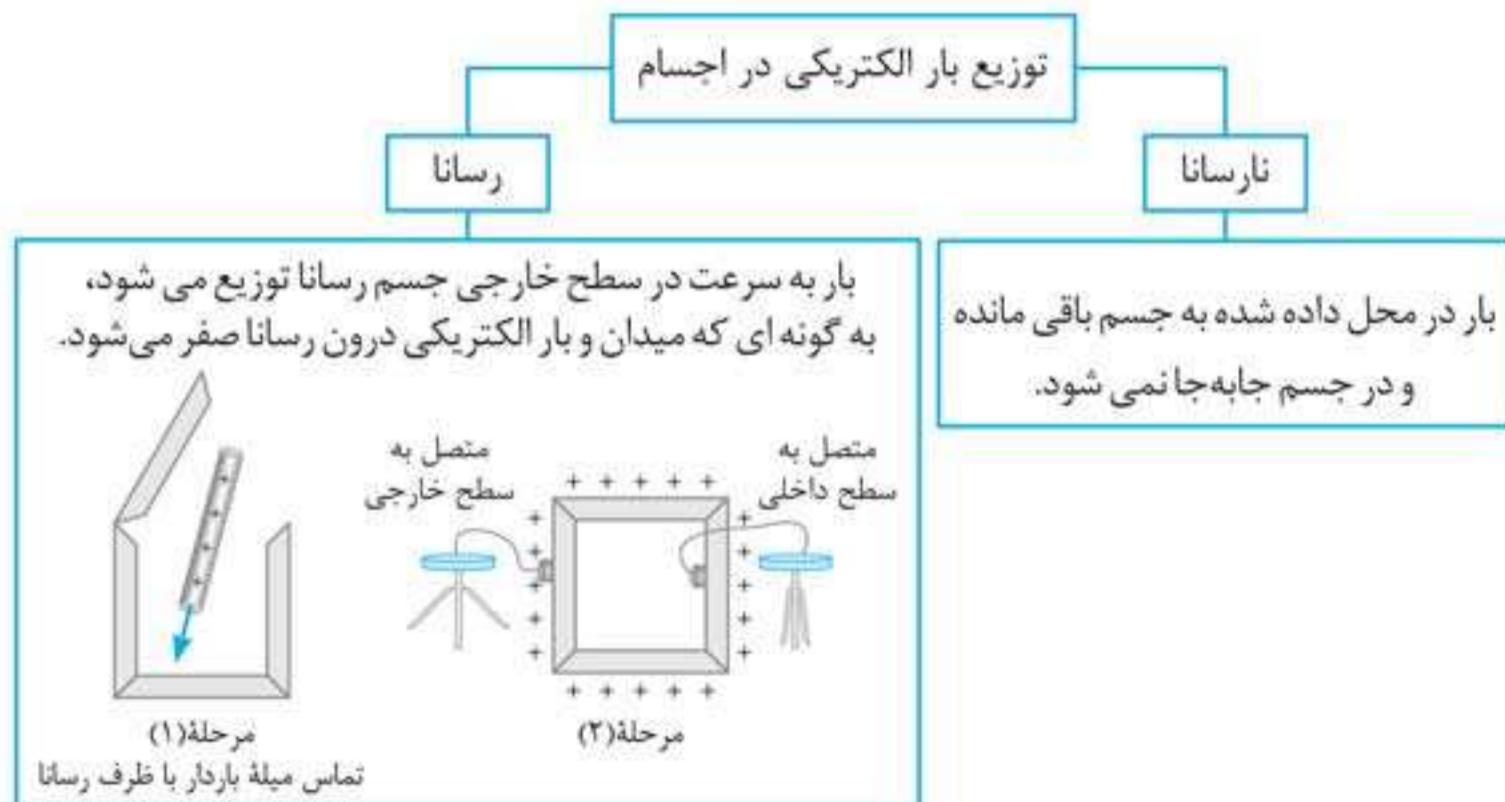 توزیع بار الکتریکی در اجسام
نارسانا
رسانا
بار در محل داده شده به جسم باقی مانده
و در جسم جابه‌جا نمی شود.
بار به سرعت در سطح خارجی جسم رسانا توزیع می شود،
به گونه ای که میدان و بار الکتریکی درون رسانا صفر می‌شود.
متصل به
سطح داخلی
متصل به
سطح خارجی
مرحلهٔ (۲)
مرحلهٔ (۱)
تماس میلهٔ باردار با ظرف رسانا